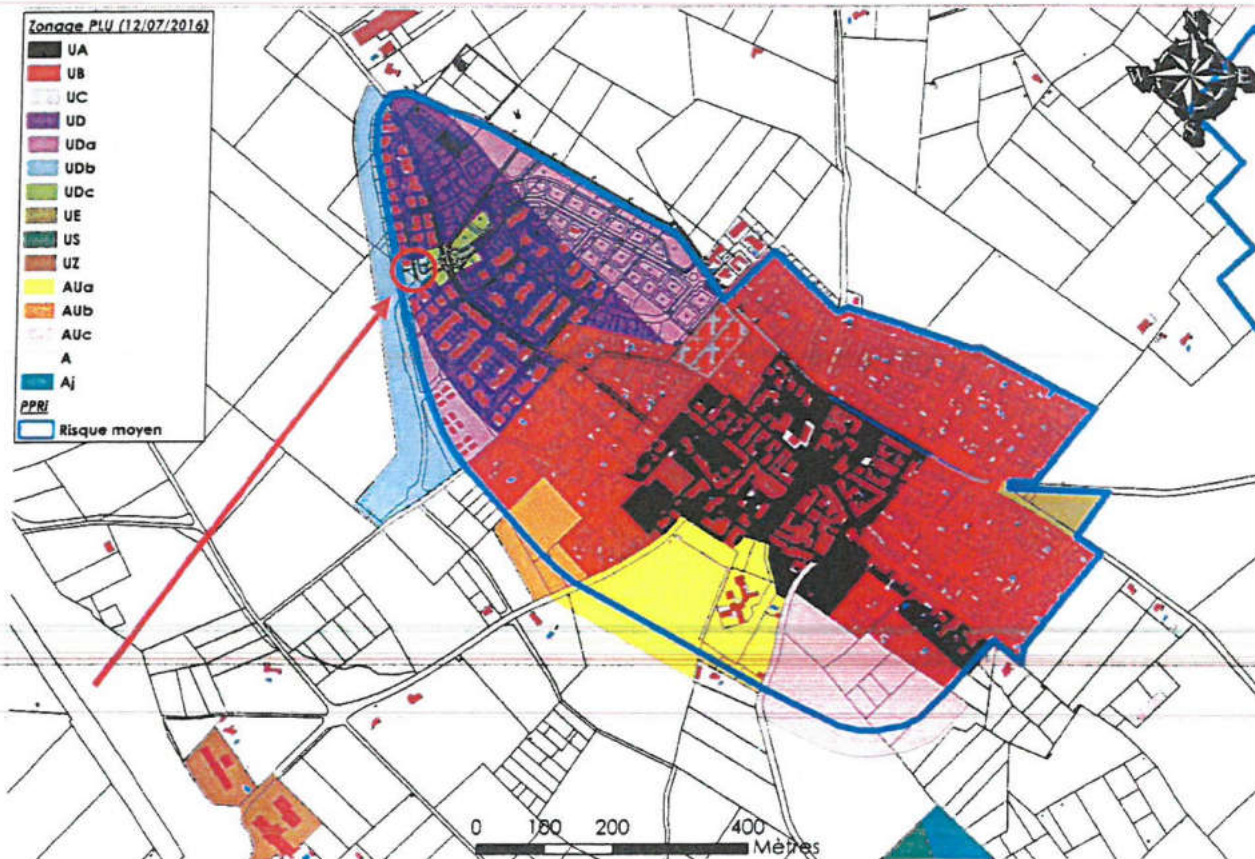 Zonage PLU (12/07/2016)
UA
UB
UC
UD
UDa
UDb
UDc
UE
US
UZ
AUa
AUb
AUc
A
Aj
PPRi
Risque moyen
N
W E
S
0 100 200 400
Mètres